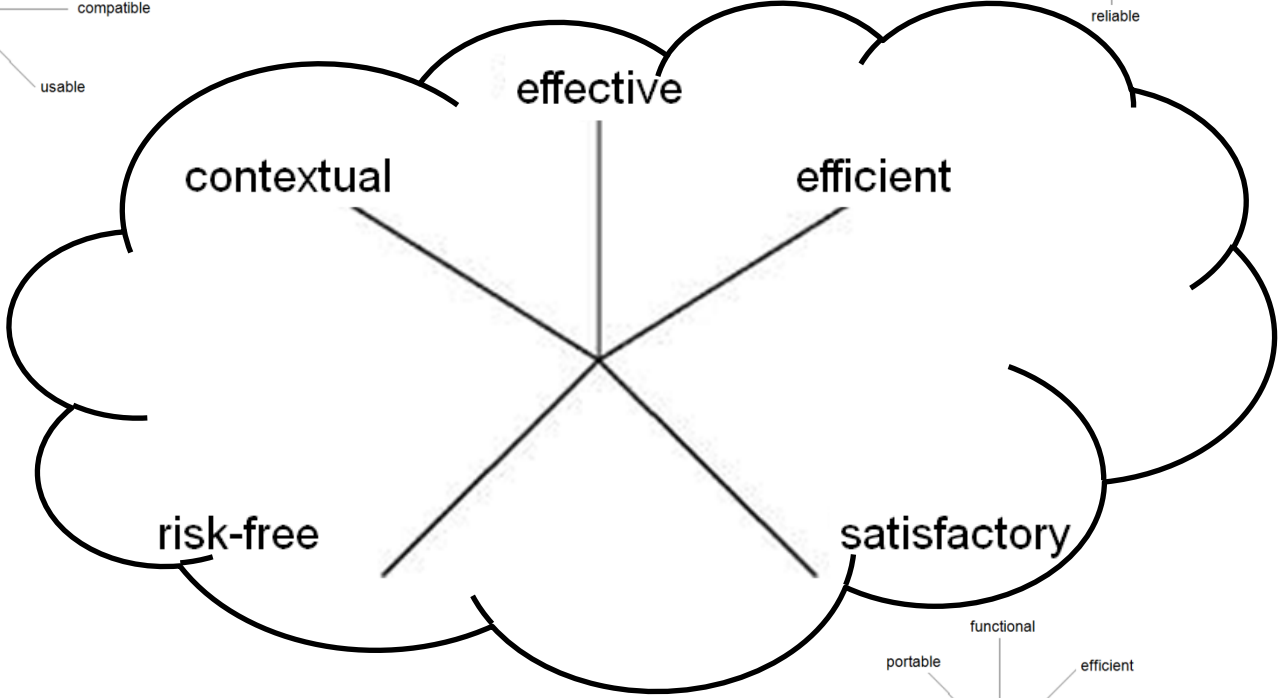 compatible
reliable
usable
effective
contextual
efficient
risk-free
satisfactory
functional
portable
efficient